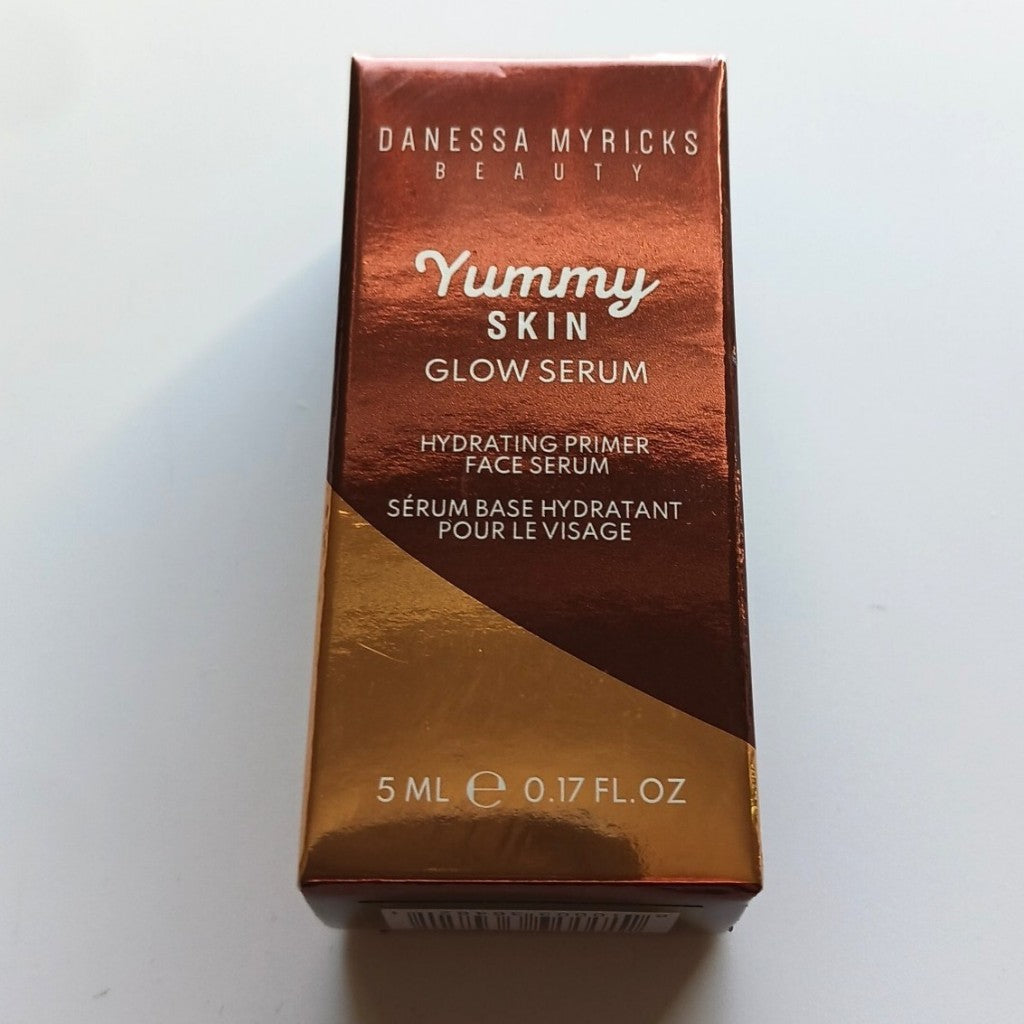 DANESSA MYRICKS
BEAUTY
Yummy
SKIN
GLOW SERUM
HYDRATING PRIMER
FACE SERUM
SÉRUM BASE HYDRATANT
POUR LE VISAGE
5 ML ℮ 0.17 FL.OZ